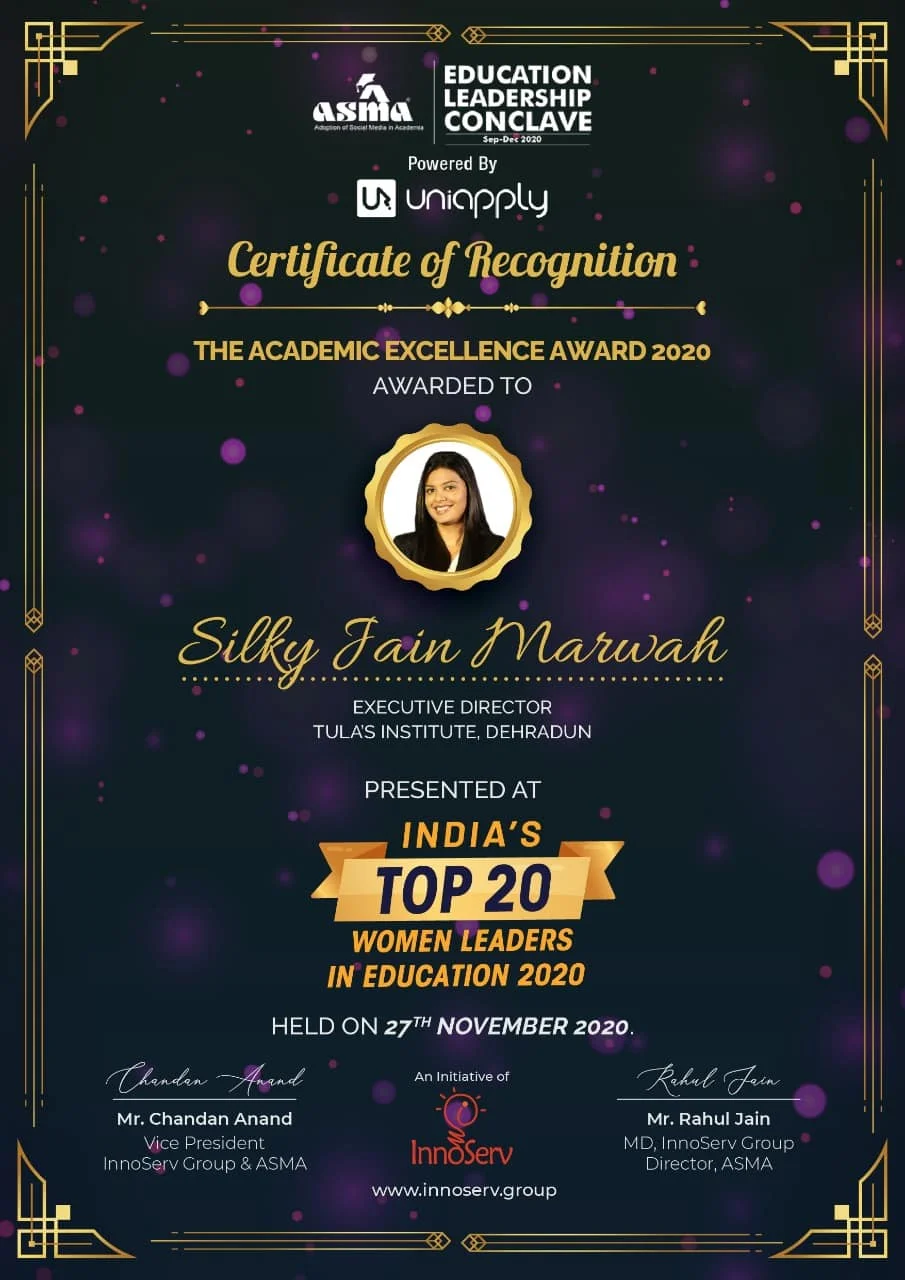 asma
Adoption of Social Media in Academia
EDUCATION
LEADERSHIP
CONCLAVE
Sep-Dec 2020
Powered By
UA uniapply
Certificate of Recognition
THE ACADEMIC EXCELLENCE AWARD 2020
AWARDED TO
Silky Jain Marwah
EXECUTIVE DIRECTOR
TULA'S INSTITUTE, DEHRADUN
PRESENTED AT
INDIA'S
TOP 20
WOMEN LEADERS
IN EDUCATION 2020
HELD ON 27TH NOVEMBER 2020.
Chandan Anand
Mr. Chandan Anand
Vice President
InnoServ Group & ASMA
An Initiative of
InnoServ
www.innoserv.group
Rahul Jain
Mr. Rahul Jain
MD, InnoServ Group
Director, ASMA